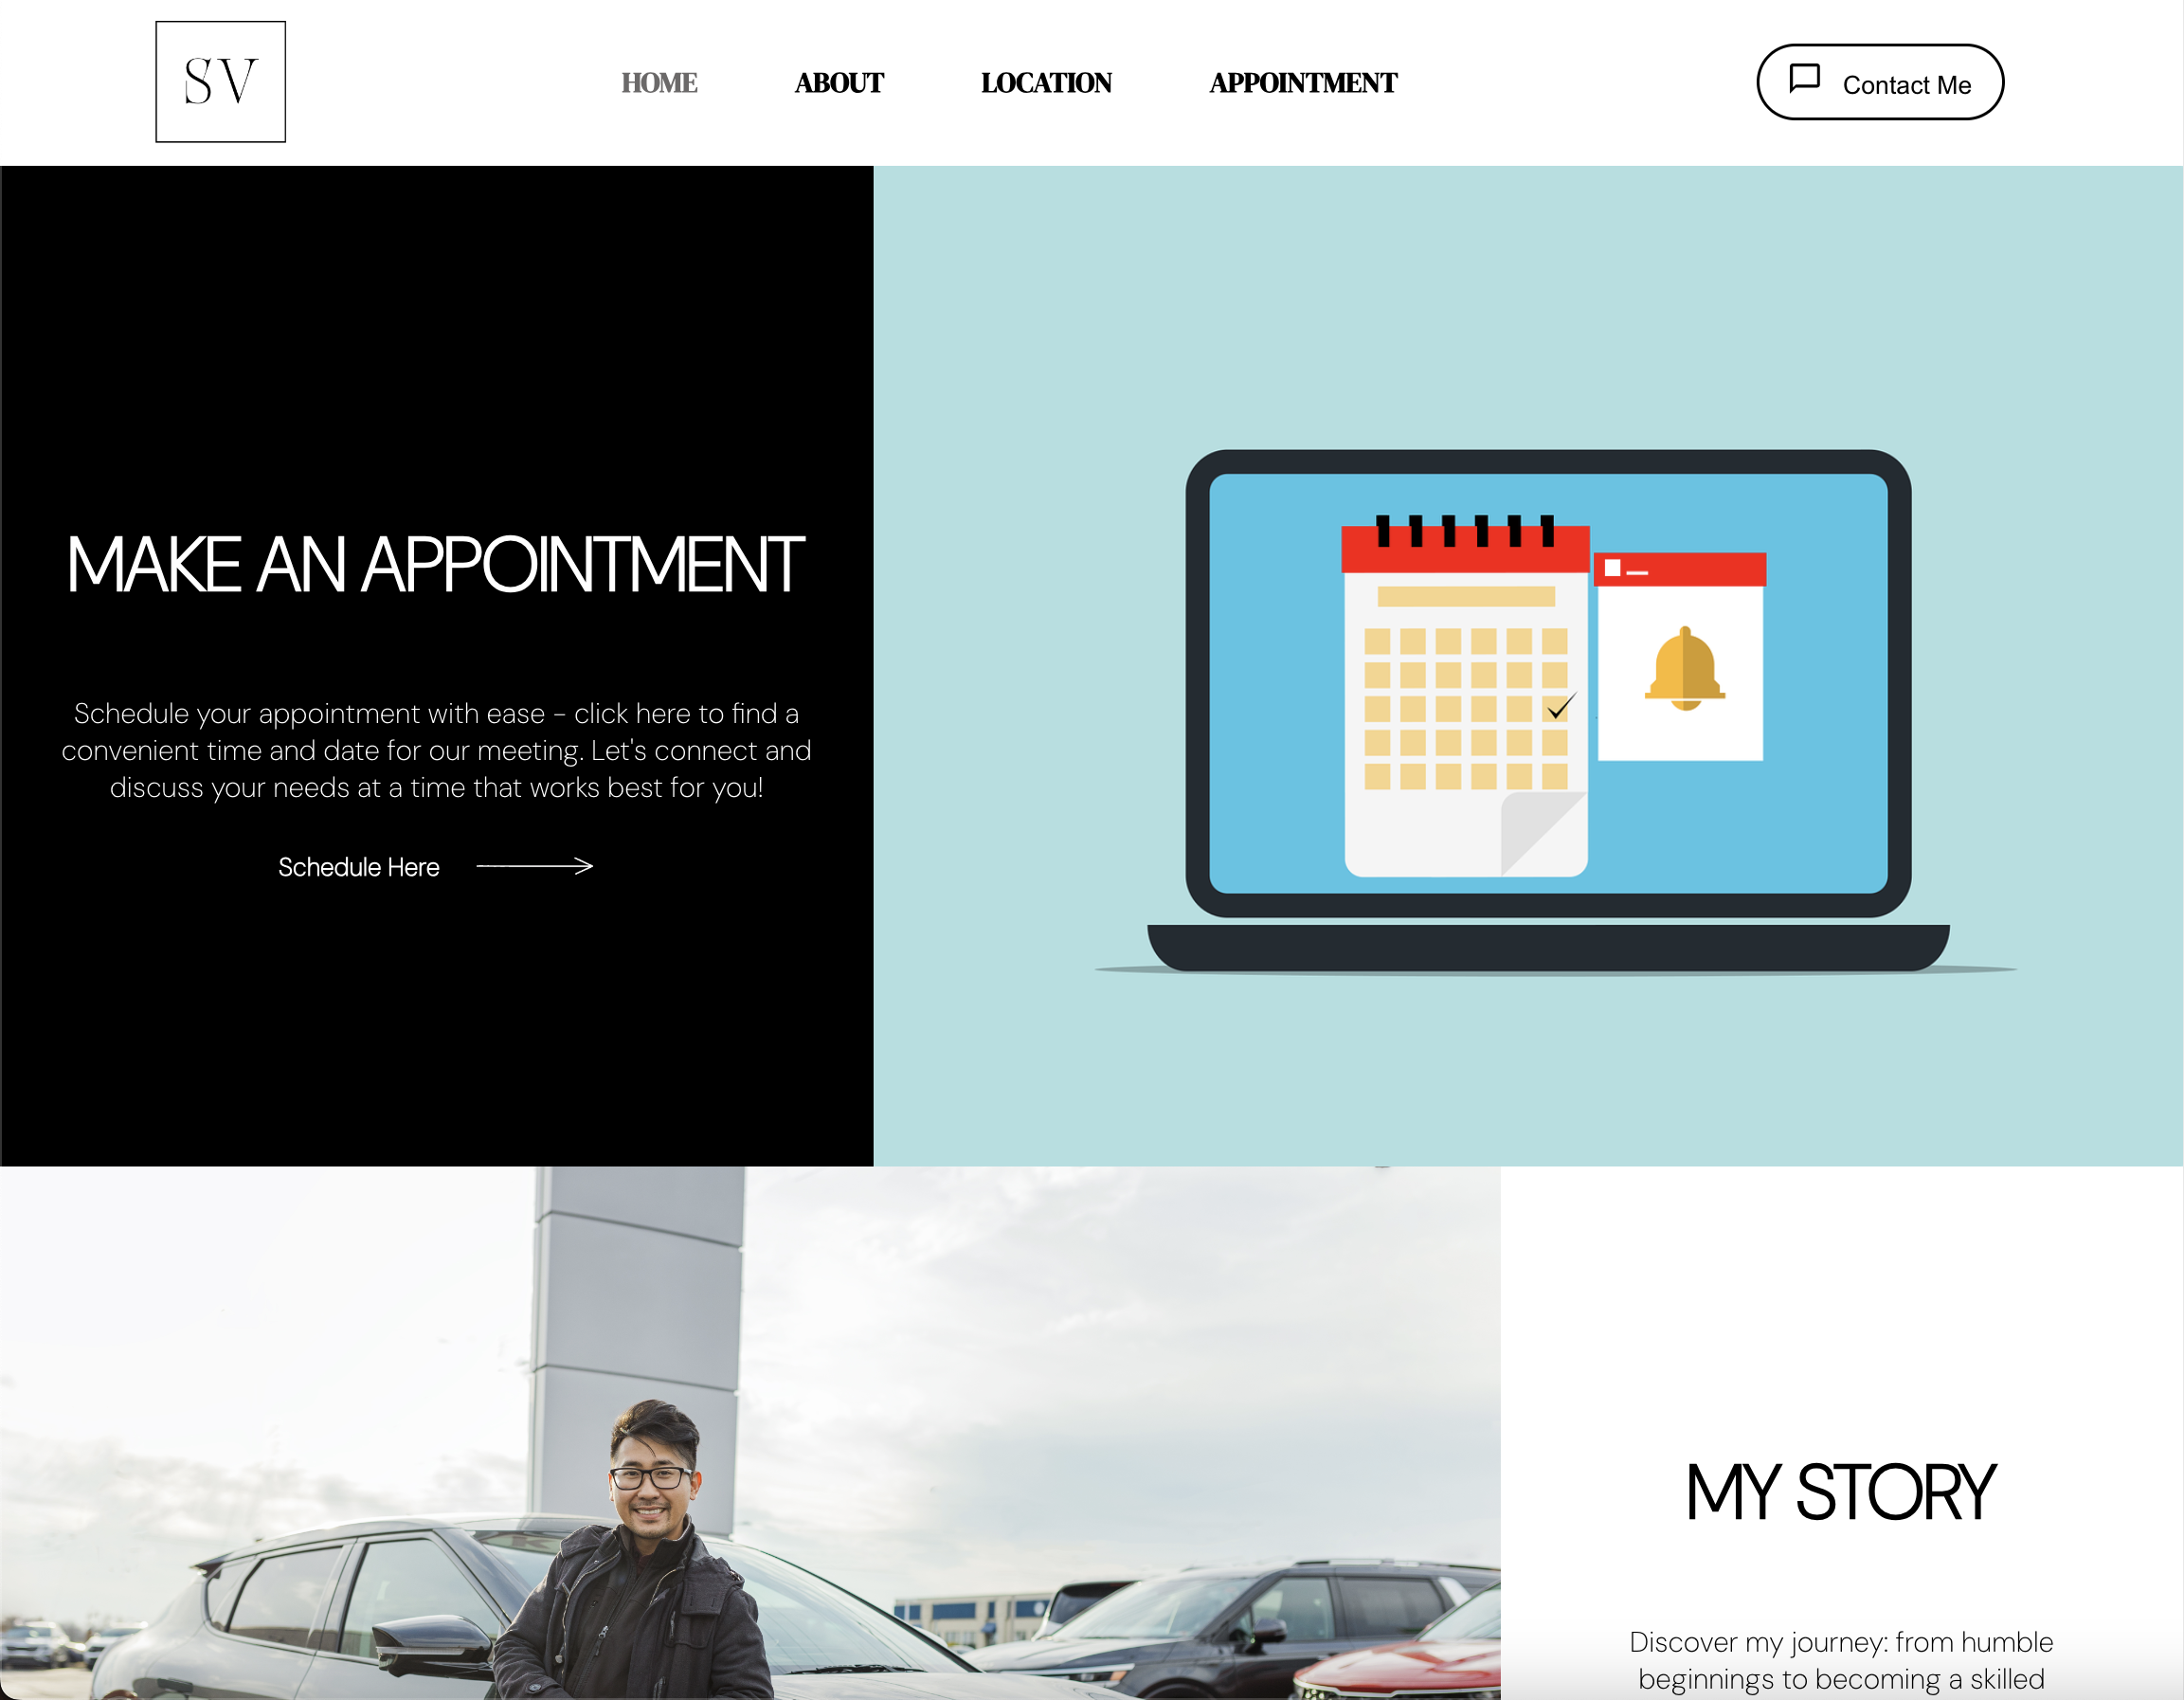 SV
HOME
ABOUT
LOCATION
APPOINTMENT
Contact Me
MAKE AN APPOINTMENT
Schedule your appointment with ease - click here to find a
convenient time and date for our meeting. Let's connect and
discuss your needs at a time that works best for you!
Schedule Here
MY STORY
Discover my journey: from humble
beginnings to becoming a skilled